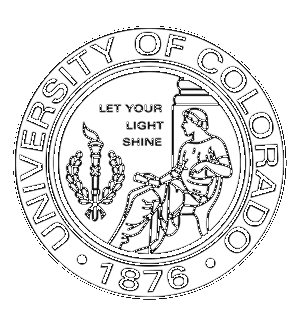 UNIVERSITY OF COLORADO
LET YOUR
LIGHT
SHINE
· 1876 ·